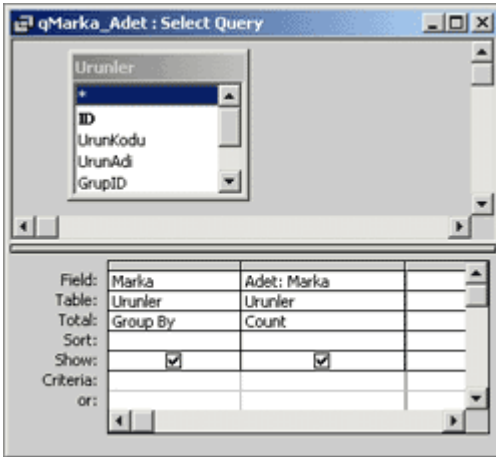 qMarka_Adet : Select Query
Urunler
*
ID
UrunKodu
UrunAdi
GrupID
Field: Marka Adet: Marka
Table: Urunler Urunler
Total: Group By Count
Sort:
Show:
Criteria:
or: